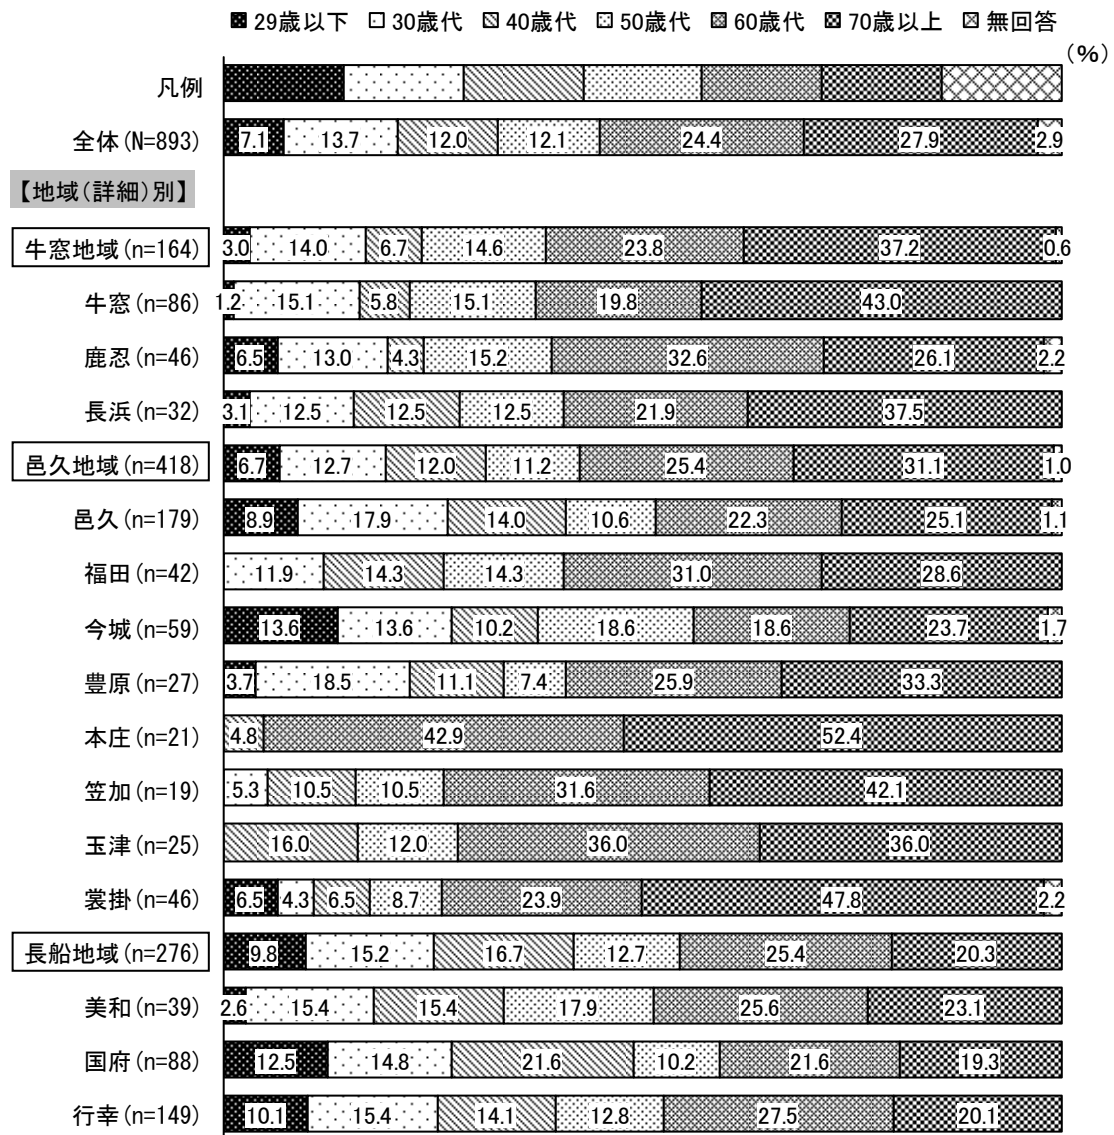 29歳以下 30歳代 40歳代 50歳代 60歳代 70歳以上 無回答
(%)
凡例
全体(N=893) 7.1 13.7 12.0 12.1 24.4 27.9 2.9
【地域(詳細)別】
牛窓地域(n=164) 3.0 14.0 6.7 14.6 23.8 37.2 0.6
牛窓(n=86) 1.2 15.1 5.8 15.1 19.8 43.0
鹿忍(n=46) 6.5 13.0 4.3 15.2 32.6 26.1 2.2
長浜(n=32) 3.1 12.5 12.5 12.5 21.9 37.5
邑久地域(n=418) 6.7 12.7 12.0 11.2 25.4 31.1 1.0
邑久(n=179) 8.9 17.9 14.0 10.6 22.3 25.1 1.1
福田(n=42) 11.9 14.3 14.3 31.0 28.6
今城(n=59) 13.6 13.6 10.2 18.6 18.6 23.7 1.7
豊原(n=27) 3.7 18.5 11.1 7.4 25.9 33.3
本庄(n=21) 4.8 42.9 52.4
笠加(n=19) 5.3 10.5 10.5 31.6 42.1
玉津(n=25) 16.0 12.0 36.0 36.0
裳掛(n=46) 6.5 4.3 6.5 8.7 23.9 47.8 2.2
長船地域(n=276) 9.8 15.2 16.7 12.7 25.4 20.3
美和(n=39) 2.6 15.4 15.4 17.9 25.6 23.1
国府(n=88) 12.5 14.8 21.6 10.2 21.6 19.3
行幸(n=149) 10.1 15.4 14.1 12.8 27.5 20.1